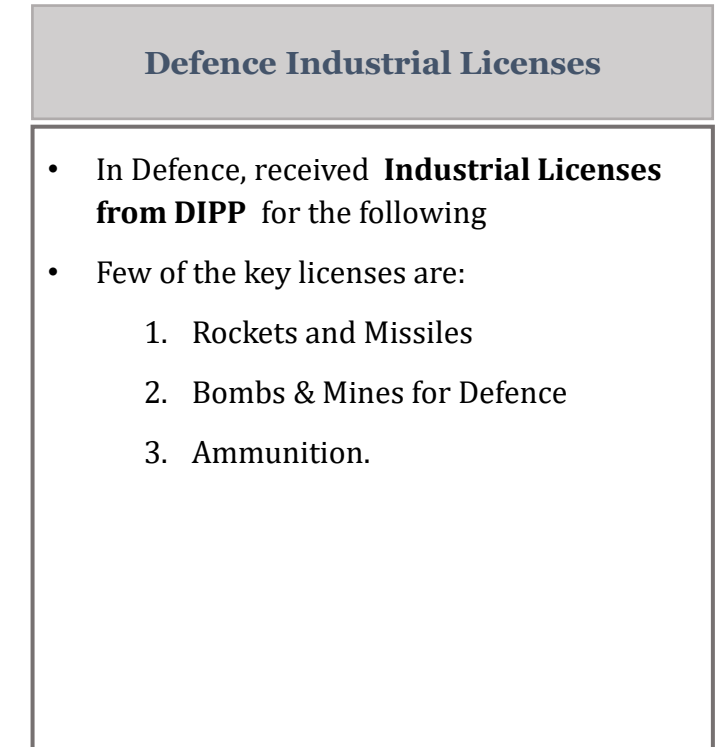 Defence Industrial Licenses
• In Defence, received Industrial Licenses
from DIPP for the following
• Few of the key licenses are:
1. Rockets and Missiles
2. Bombs & Mines for Defence
3. Ammunition.